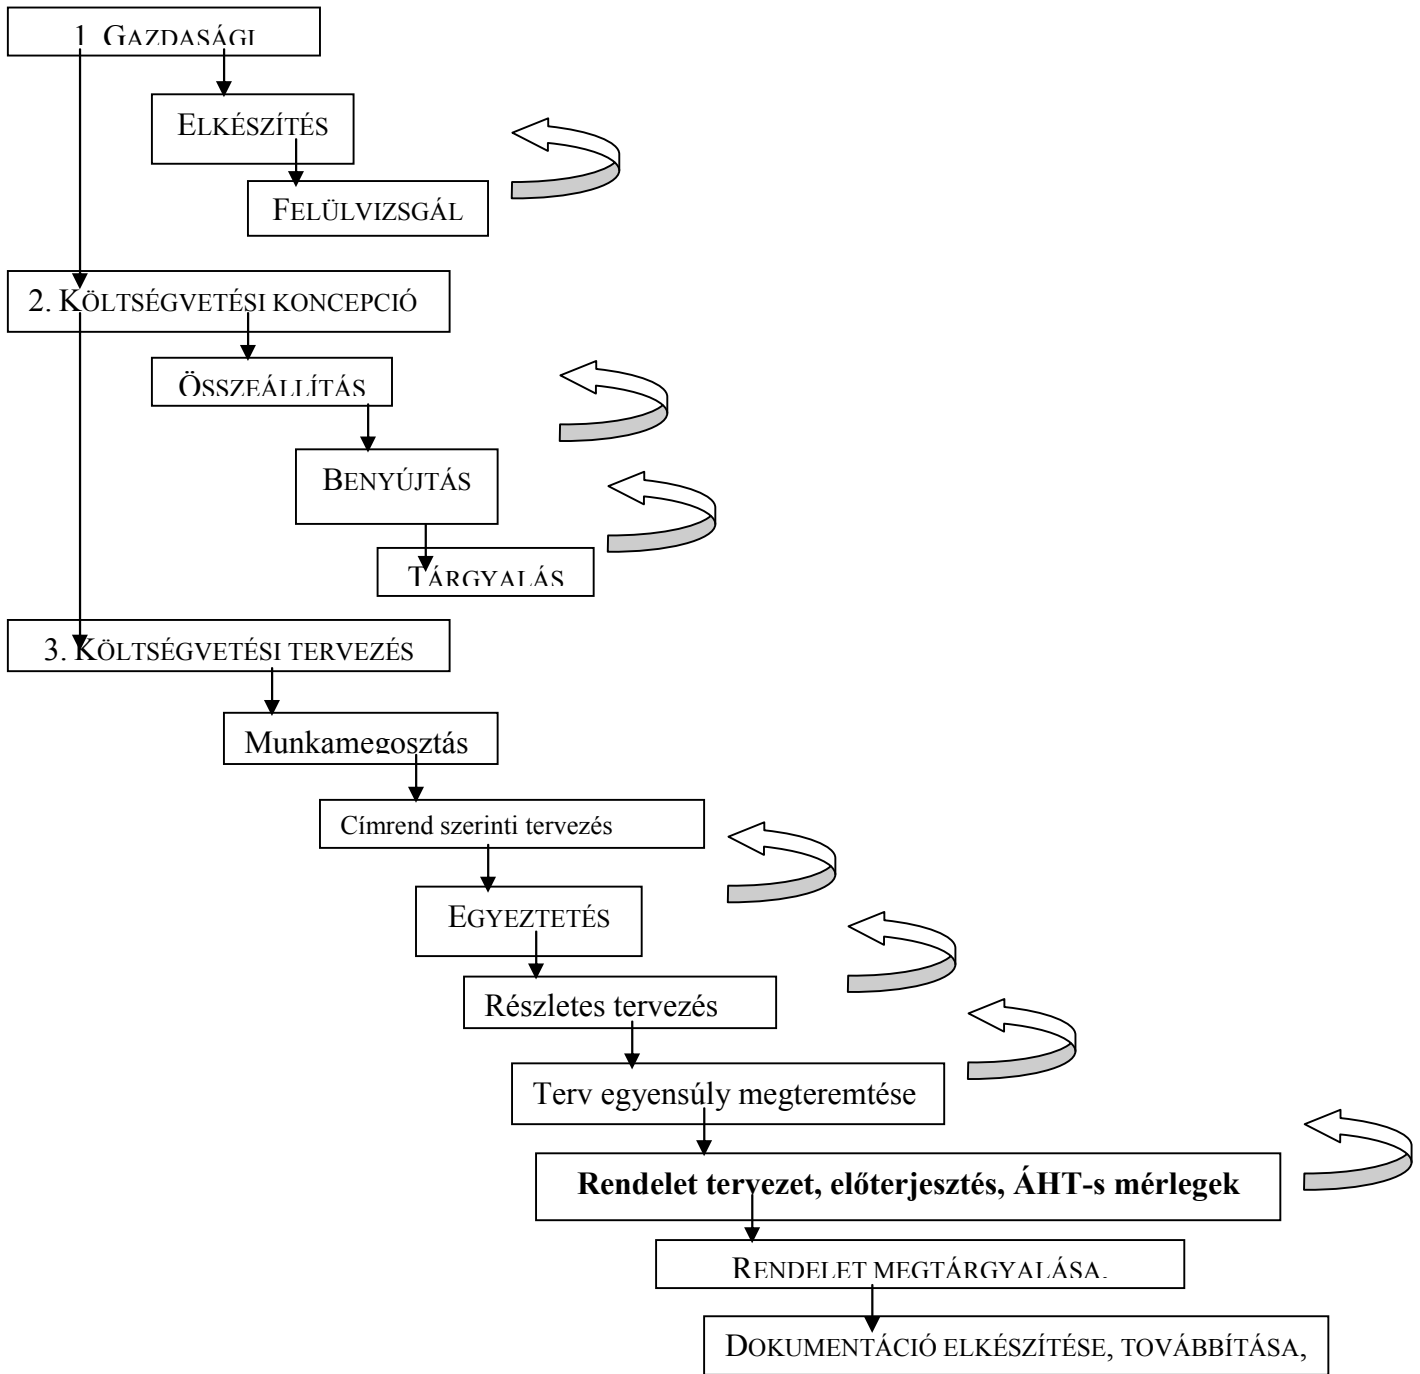 1. GAZDASÁGI
ELKÉSZÍTÉS
FELÜLVIZSGÁL
2. KÖLTSÉGVETÉSI KONCEPCIÓ
ÖSSZEÁLLÍTÁS
BENYÚJTÁS
TÁRGYALÁS
3. KÖLTSÉGVETÉSI TERVEZÉS
Munkamegosztás
Címrend szerinti tervezés
EGYEZTETÉS
Részletes tervezés
Terv egyensúly megteremtése
Rendelet tervezet, előterjesztés, ÁHT-s mérlegek
RENDELET MEGTÁRGYALÁSA.
DOKUMENTÁCIÓ ELKÉSZÍTÉSE, TOVÁBBÍTÁSA,